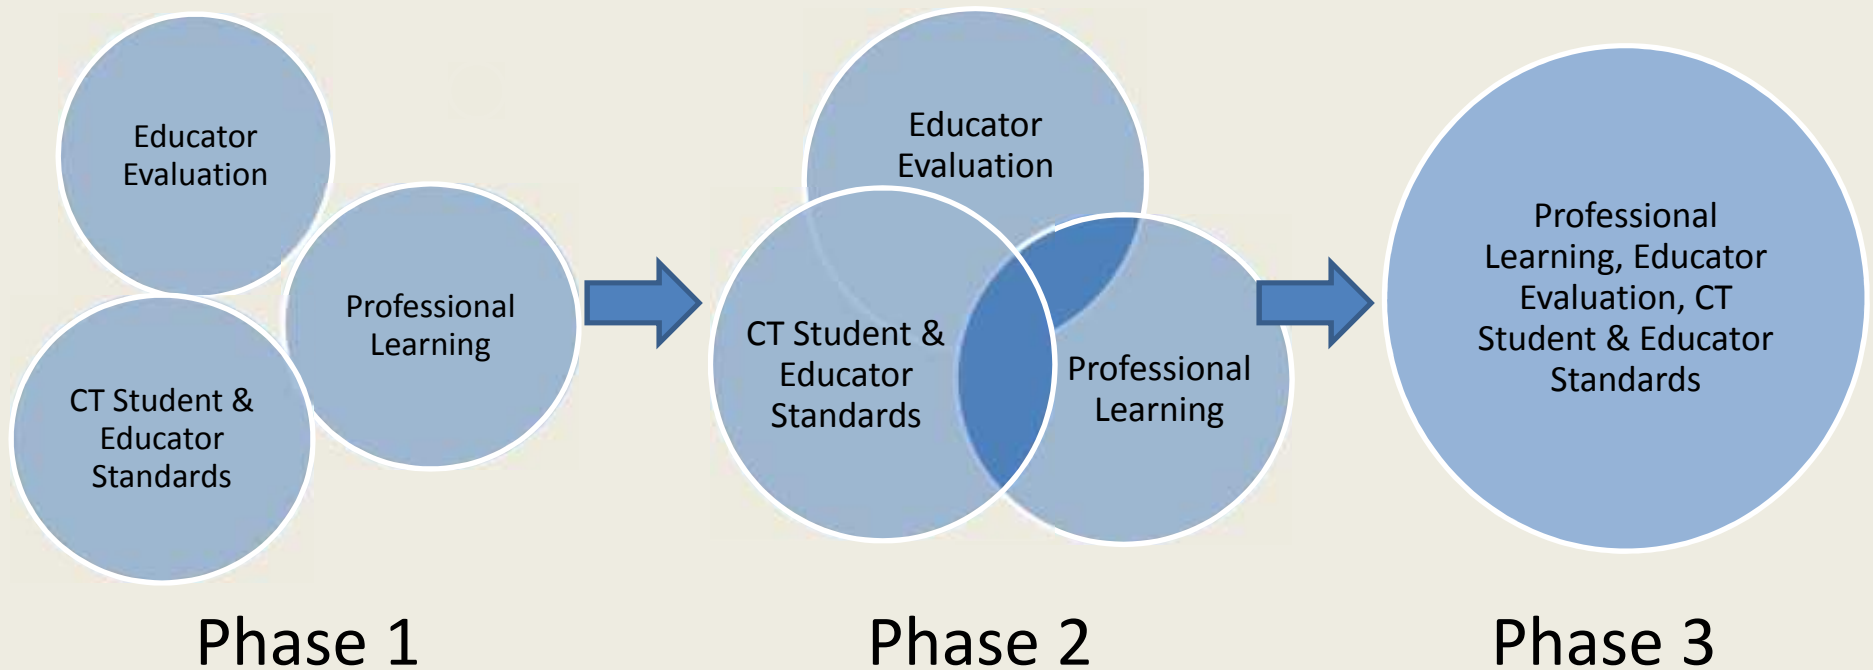 Educator
Evaluation
Professional
Learning
CT Student &
Educator
Standards
Phase 1
Educator
Evaluation
CT Student &
Educator
Standards
Professional
Learning
Phase 2
Professional
Learning, Educator
Evaluation, CT
Student & Educator
Standards
Phase 3